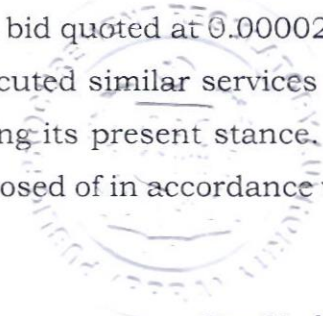 bid quoted at 0.00002
cuted similar services
ng its present stance.
osed of in accordance